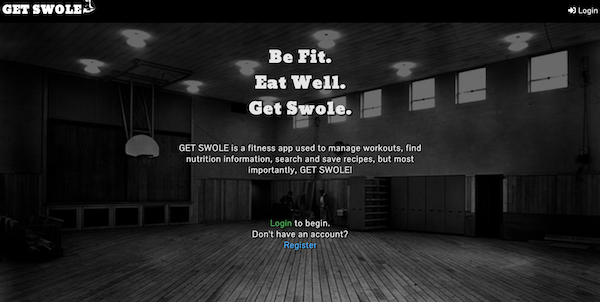 GET SWOLE
Login
Be Fit.
Eat Well.
Get Swole.
GET SWOLE is a fitness app used to manage workouts, find
nutrition information, search and save recipes, but most
importantly, GET SWOLE!
Login to begin.
Don't have an account?
Register